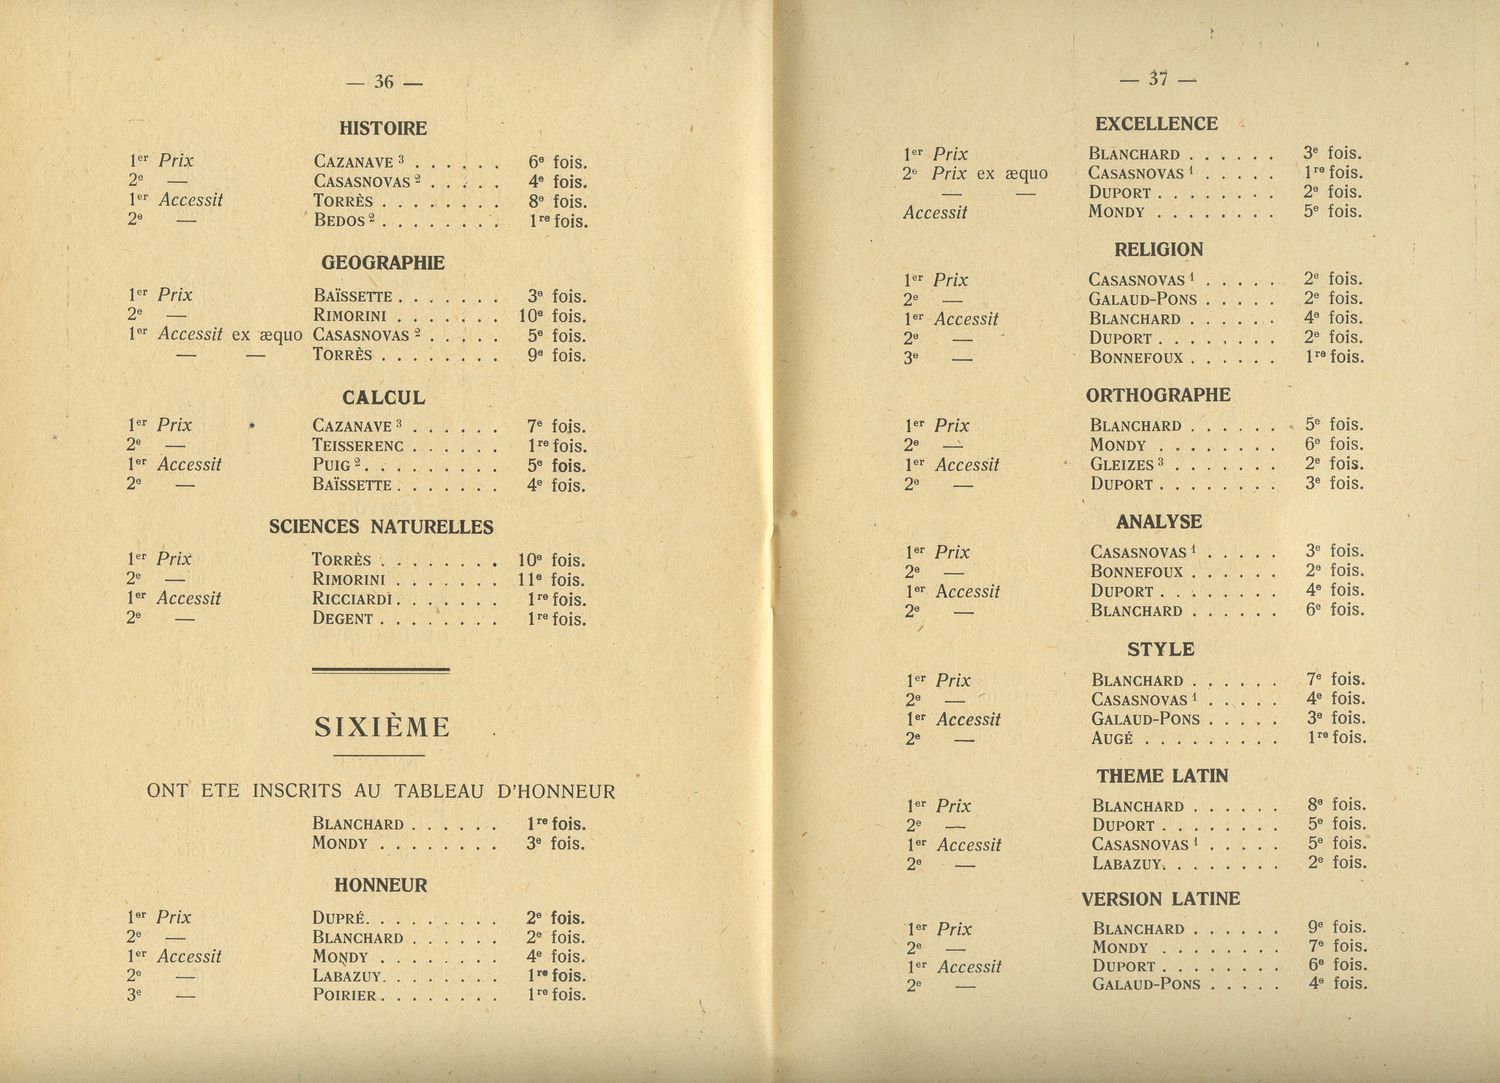 — 36 —
HISTOIRE
1er Prix CAZANAVE 3 . . . . . . 6e fois.
2e — CASASNOVAS 2 . . . . . 4e fois.
1er Accessit TORRÈS . . . . . . . . 8e fois.
2e — BEDOS 2 . . . . . . . . 1re fois.
GEOGRAPHIE
1er Prix BAÏSSETTE . . . . . . . 3e fois.
2e — RIMORINI . . . . . . . 10e fois.
1er Accessit ex æquo CASASNOVAS 2 . . . . . 5e fois.
— — TORRÈS . . . . . . . . 9e fois.
CALCUL
1er Prix CAZANAVE 3 . . . . . . 7e fois.
2e — TEISSERENC . . . . . . 1re fois.
1er Accessit PUIG 2 . . . . . . . . . 5e fois.
2e — BAÏSSETTE . . . . . . . 4e fois.
SCIENCES NATURELLES
1er Prix TORRÈS . . . . . . . . 10e fois.
2e — RIMORINI . . . . . . . 11e fois.
1er Accessit RICCIARDI . . . . . . . 1re fois.
2e — DEGENT . . . . . . . . 1re fois.
SIXIÈME
ONT ETE INSCRITS AU TABLEAU D'HONNEUR
BLANCHARD . . . . . . 1re fois.
MONDY . . . . . . . . 3e fois.
HONNEUR
1er Prix DUPRÉ . . . . . . . . . 2e fois.
2e — BLANCHARD . . . . . . 2e fois.
1er Accessit MONDY . . . . . . . . 4e fois.
2e — LABAZUY . . . . . . . . 1re fois.
3e — POIRIER . . . . . . . . 1re fois.
— 37 —
EXCELLENCE
1er Prix BLANCHARD . . . . . . 3e fois.
2e Prix ex æquo CASASNOVAS 1 . . . . . 1re fois.
— — DUPORT . . . . . . . . 2e fois.
Accessit MONDY . . . . . . . . 5e fois.
RELIGION
1er Prix CASASNOVAS 1 . . . . . 2e fois.
2e — GALAUD-PONS . . . . . 2e fois.
1er Accessit BLANCHARD . . . . . . 4e fois.
2e — DUPORT . . . . . . . . 2e fois.
3e — BONNEFOUX . . . . . . 1re fois.
ORTHOGRAPHE
1er Prix BLANCHARD . . . . . . 5e fois.
2e — MONDY . . . . . . . . 6e fois.
1er Accessit GLEIZES 3 . . . . . . . 2e fois.
2e — DUPORT . . . . . . . . 3e fois.
ANALYSE
1er Prix CASASNOVAS 1 . . . . . 3e fois.
2e — BONNEFOUX . . . . . . 2e fois.
1er Accessit DUPORT . . . . . . . . 4e fois.
2e — BLANCHARD . . . . . . 6e fois.
STYLE
1er Prix BLANCHARD . . . . . . 7e fois.
2e — CASASNOVAS 1 . . . . . 4e fois.
1er Accessit GALAUD-PONS . . . . . 3e fois.
2e — AUGÉ . . . . . . . . . 1re fois.
THEME LATIN
1er Prix BLANCHARD . . . . . . 8e fois.
2e — DUPORT . . . . . . . . 5e fois.
1er Accessit CASASNOVAS 1 . . . . . 5e fois.
2e — LABAZUY . . . . . . . . 2e fois.
VERSION LATINE
1er Prix BLANCHARD . . . . . . 9e fois.
2e — MONDY . . . . . . . . 7e fois.
1er Accessit DUPORT . . . . . . . . 6e fois.
2e — GALAUD-PONS . . . . . 4e fois.